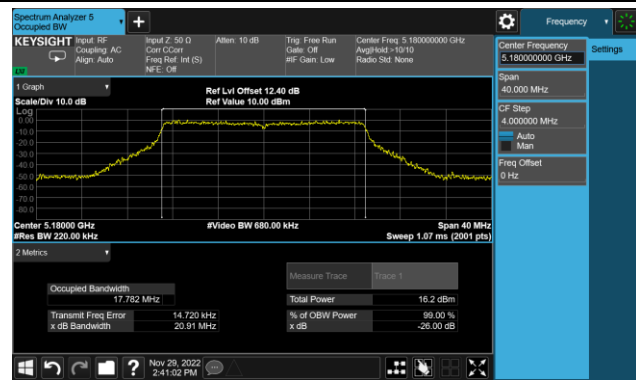 Spectrum Analyzer 5
Occupied BW
Frequency
KEYSIGHT
Input: RF
Coupling: AC
Align: Auto
Input Z: 50 Ω
Corr CCorr
Freq Ref: Int (S)
NFE: Off
Atten: 10 dB
Trig: Free Run
Gate: Off
#IF Gain: Low
Center Freq: 5.180000000 GHz
Avg|Hold:>10/10
Radio Std: None
Center Frequency
5.180000000 GHz
Settings
Span
40.000 MHz
CF Step
4.000000 MHz
Auto
Man
Freq Offset
0 Hz
1 Graph
Scale/Div 10.0 dB
Ref Lvl Offset 12.40 dB
Ref Value 10.00 dBm
Log
0.00
-10.0
-20.0
-30.0
-40.0
-50.0
-60.0
-70.0
-80.0
Center 5.18000 GHz
#Video BW 680.00 kHz
Span 40 MHz
#Res BW 220.00 kHz
Sweep 1.07 ms (2001 pts)
2 Metrics
Measure Trace
Trace 1
Occupied Bandwidth
17.782 MHz
Total Power
16.2 dBm
Transmit Freq Error
14.720 kHz
% of OBW Power
99.00 %
x dB Bandwidth
20.91 MHz
x dB
-26.00 dB
?
Nov 29, 2022
2:41:02 PM